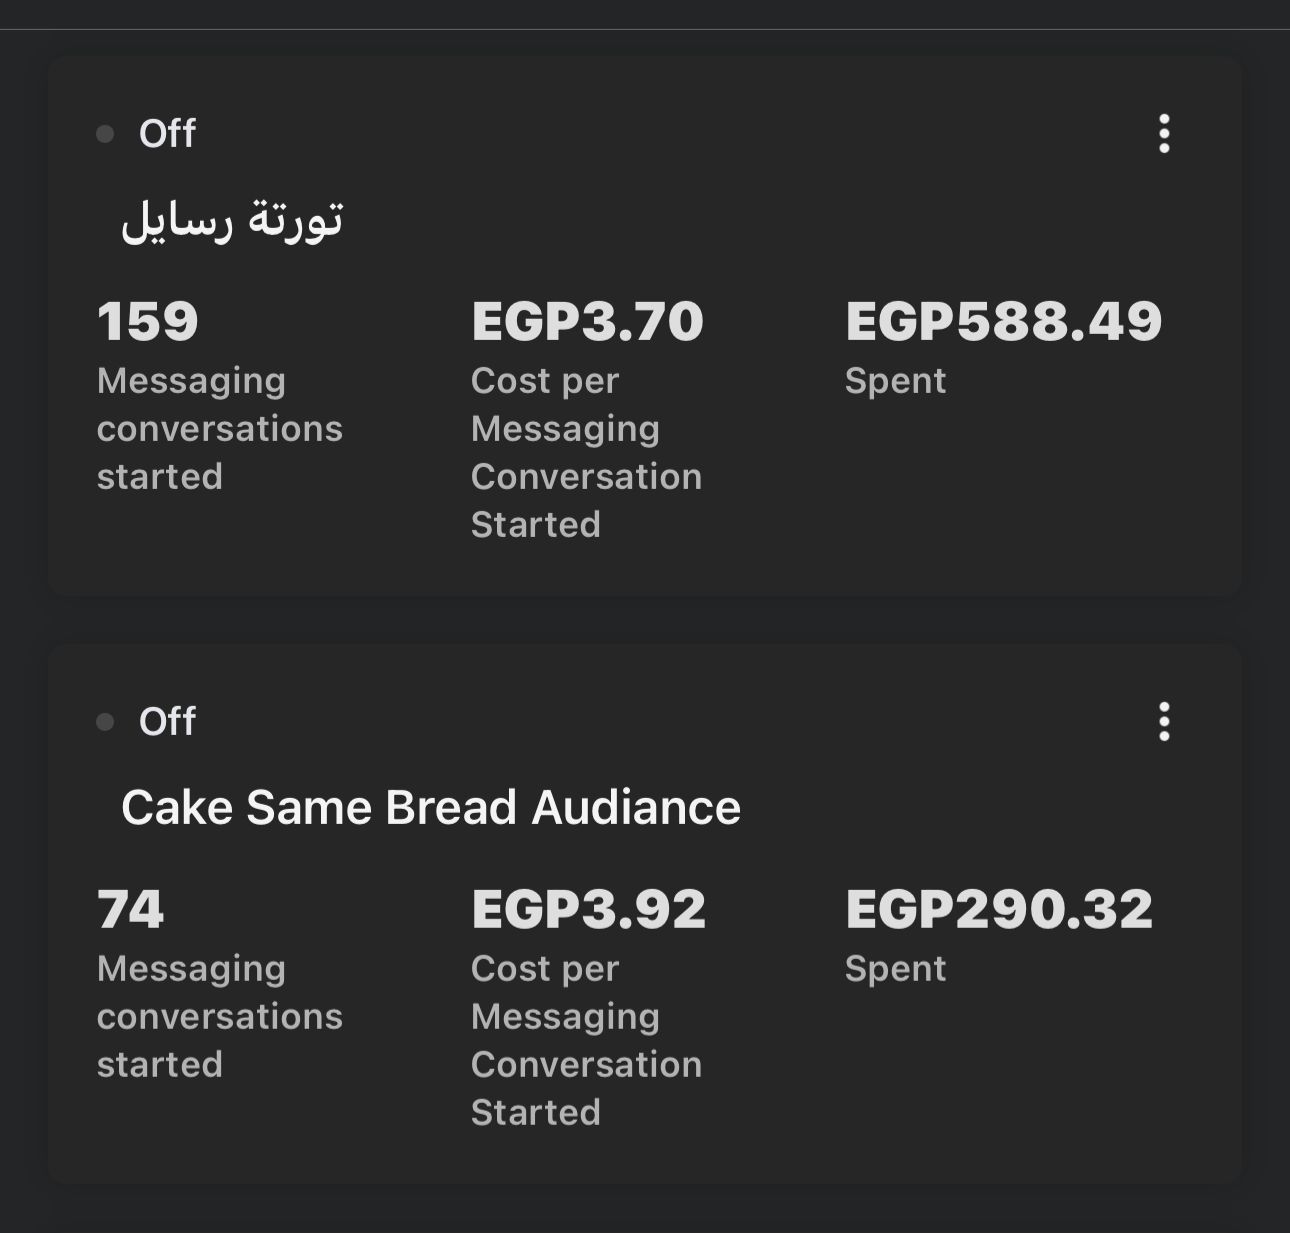 Off
تورتة رسايل
159 EGP3.70 EGP588.49
Messaging Cost per Spent
conversations Messaging
started Conversation
Started
Off
Cake Same Bread Audiance
74 EGP3.92 EGP290.32
Messaging Cost per Spent
conversations Messaging
started Conversation
Started